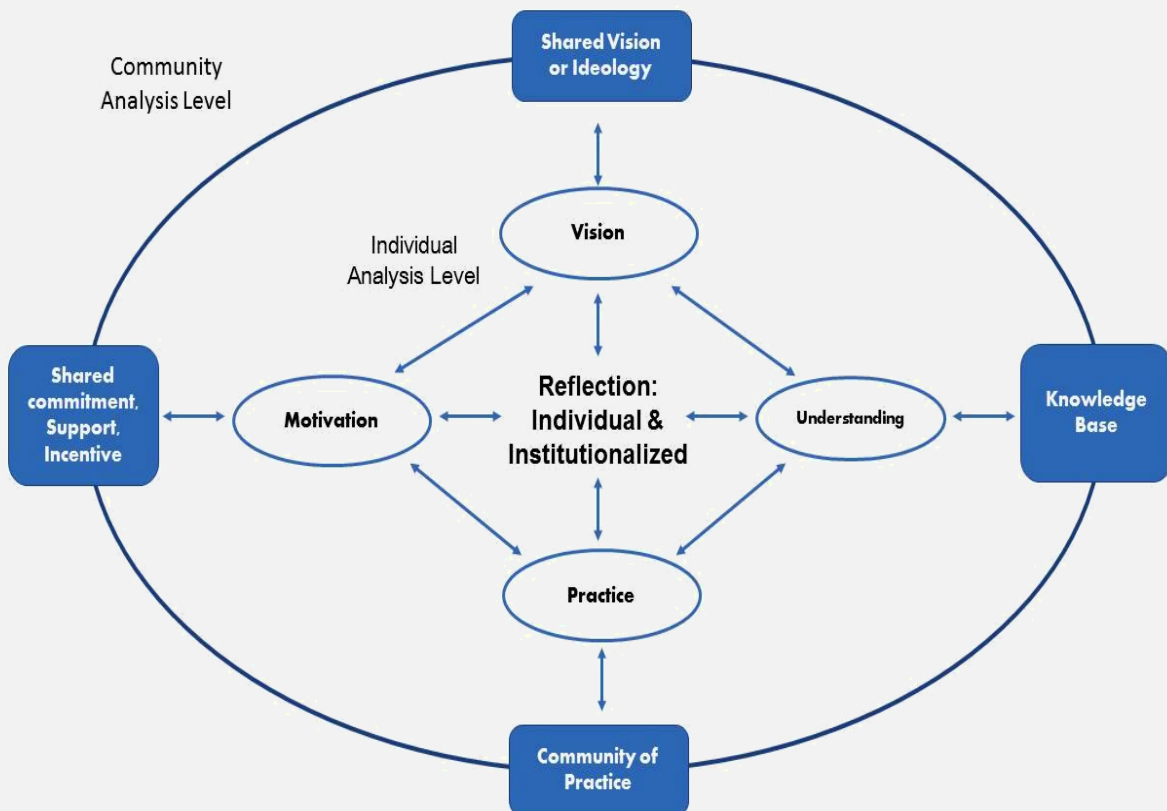 Shared Vision
or Ideology
Community
Analysis Level
Vision
Individual
Analysis Level
Shared
commitment,
Support,
Incentive
Motivation
Reflection:
Individual &
Institutionalized
Understanding
Knowledge
Base
Practice
Community of
Practice